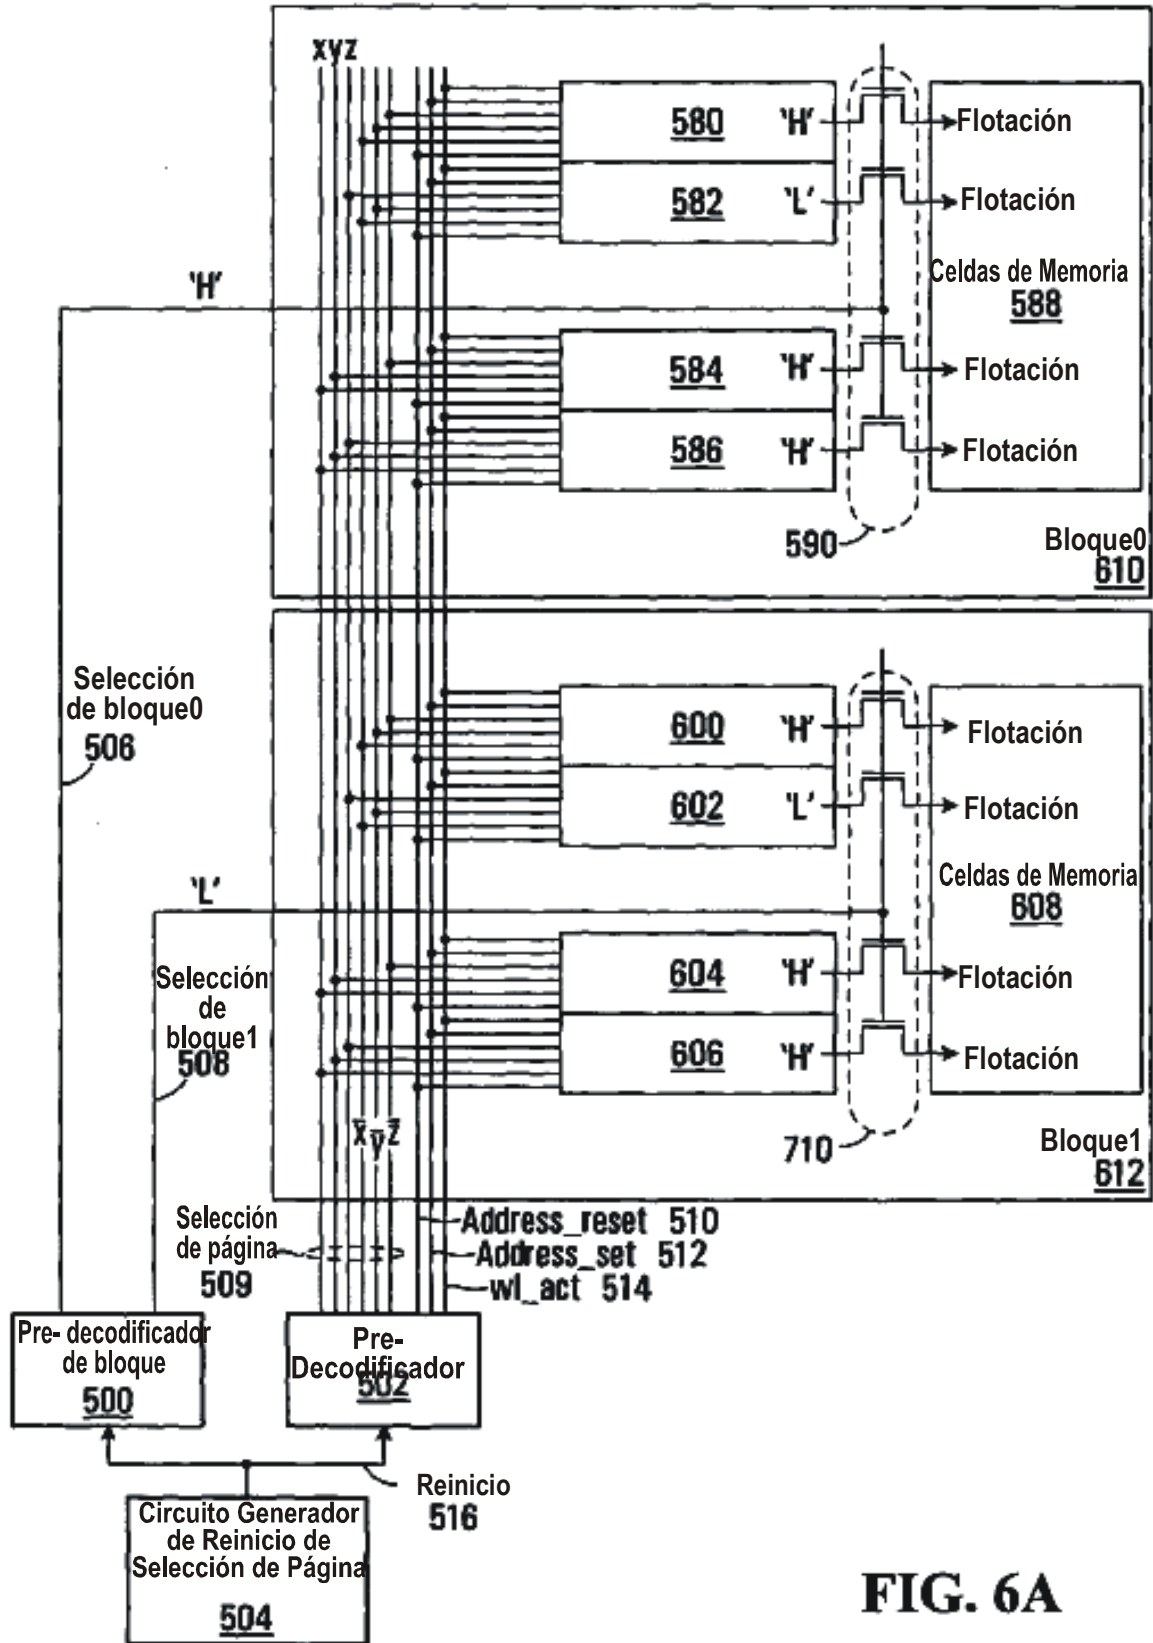 xyz
580 'H' Flotación
582 'L' Flotación
Celdas de Memoria
588
'H'
584 'H' Flotación
586 'H' Flotación
590
Bloque0
610
Selección
de bloque0
506
600 'H' Flotación
602 'L' Flotación
Celdas de Memoria
608
'L'
Selección
de
bloque1
508
604 'H' Flotación
606 'H' Flotación
x̄ ȳ z̄
710
Bloque1
612
Selección
de página
509
Address_reset 510
Address_set 512
wl_act 514
Pre- decodificador
de bloque
500
Pre-
Decodificador
502
Reinicio
516
Circuito Generador
de Reinicio de
Selección de Página
504
FIG. 6A